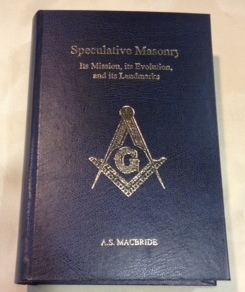 Speculative Masonry
Its Mission, its Evolution,
and its Landmarks
G
A.S. MACBRIDE